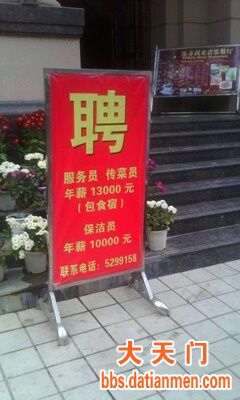 聘
服务员 传菜员
年薪 13000 元
(包食宿)
保洁员
年薪 10000 元
联系电话：5299158
大天门
bbs.datianmen.com